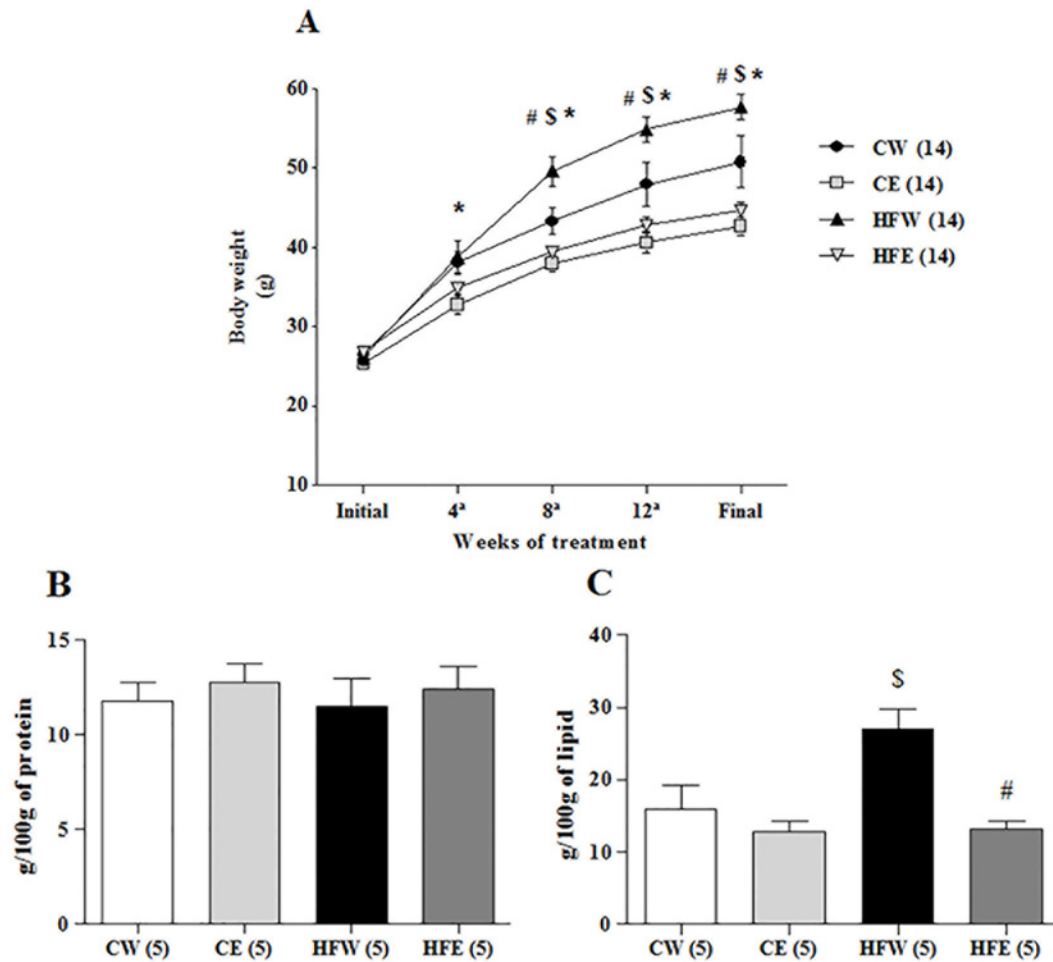 A
# $ *
# $ *
# $ *
*
60
50
40
30
20
10
Body weight
(g)
Initial
4ª
8ª
12ª
Final
Weeks of treatment
CW (14)
CE (14)
HFW (14)
HFE (14)
B
15
10
5
0
g/100g of protein
CW (5)
CE (5)
HFW (5)
HFE (5)
C
40
30
20
10
0
g/100g of lipid
$
#
CW (5)
CE (5)
HFW (5)
HFE (5)